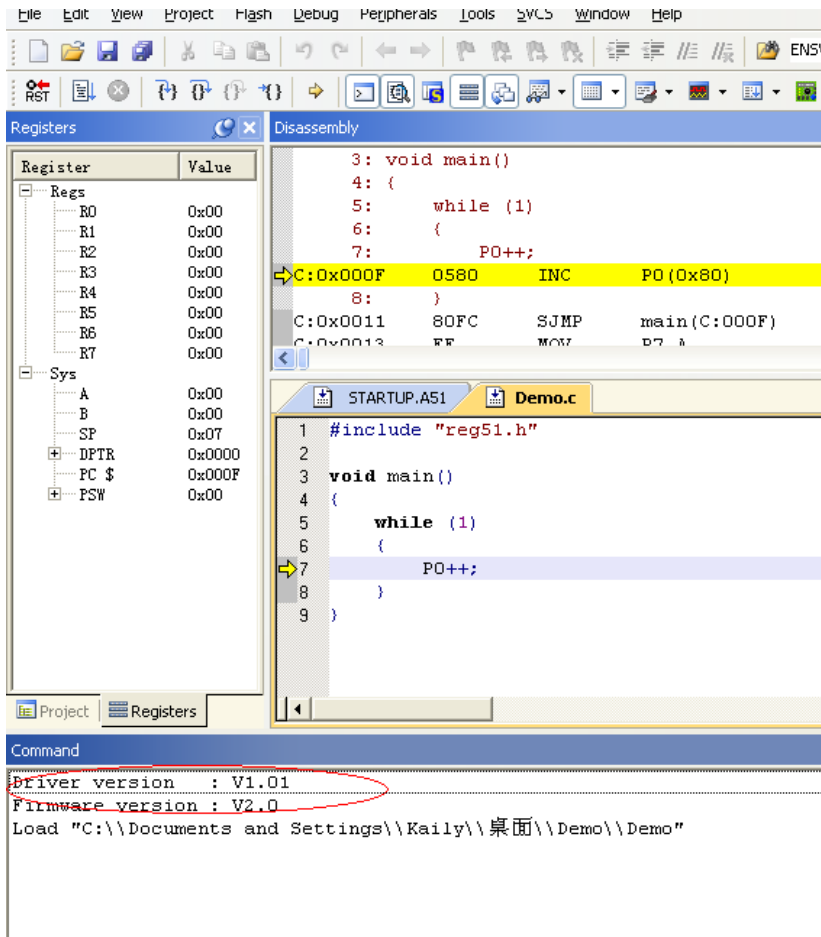 File Edit View Project Flash Debug Peripherals Tools SVCS Window Help
RST
Registers
Register Value
Regs
R0 0x00
R1 0x00
R2 0x00
R3 0x00
R4 0x00
R5 0x00
R6 0x00
R7 0x00
Sys
A 0x00
B 0x00
SP 0x07
DPTR 0x0000
PC $ 0x000F
PSW 0x00
Project Registers
Disassembly
3: void main()
4: {
5: while (1)
6: {
7: P0++;
C:0x000F 0580 INC P0(0x80)
8: }
C:0x0011 80FC SJMP main(C:000F)
C:0x0013 FF MOV R7,A
STARTUP.A51 Demo.c
1 #include "reg51.h"
2
3 void main()
4 {
5 while (1)
6 {
7 P0++;
8 }
9 }
Command
Driver version : V1.01
Firmware version : V2.0
Load "C:\\Documents and Settings\\Kaily\\桌面\\Demo\\Demo"